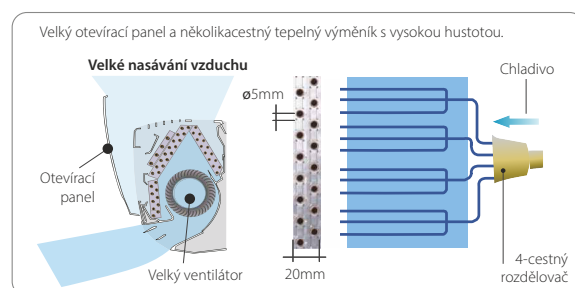 Velký otevírací panel a několikacestný tepelný výměník s vysokou hustotou.
Velké nasávání vzduchu
ø5mm
Chladivo
Otevírací
panel
Velký ventilátor
20mm
4-cestný
rozdělovač